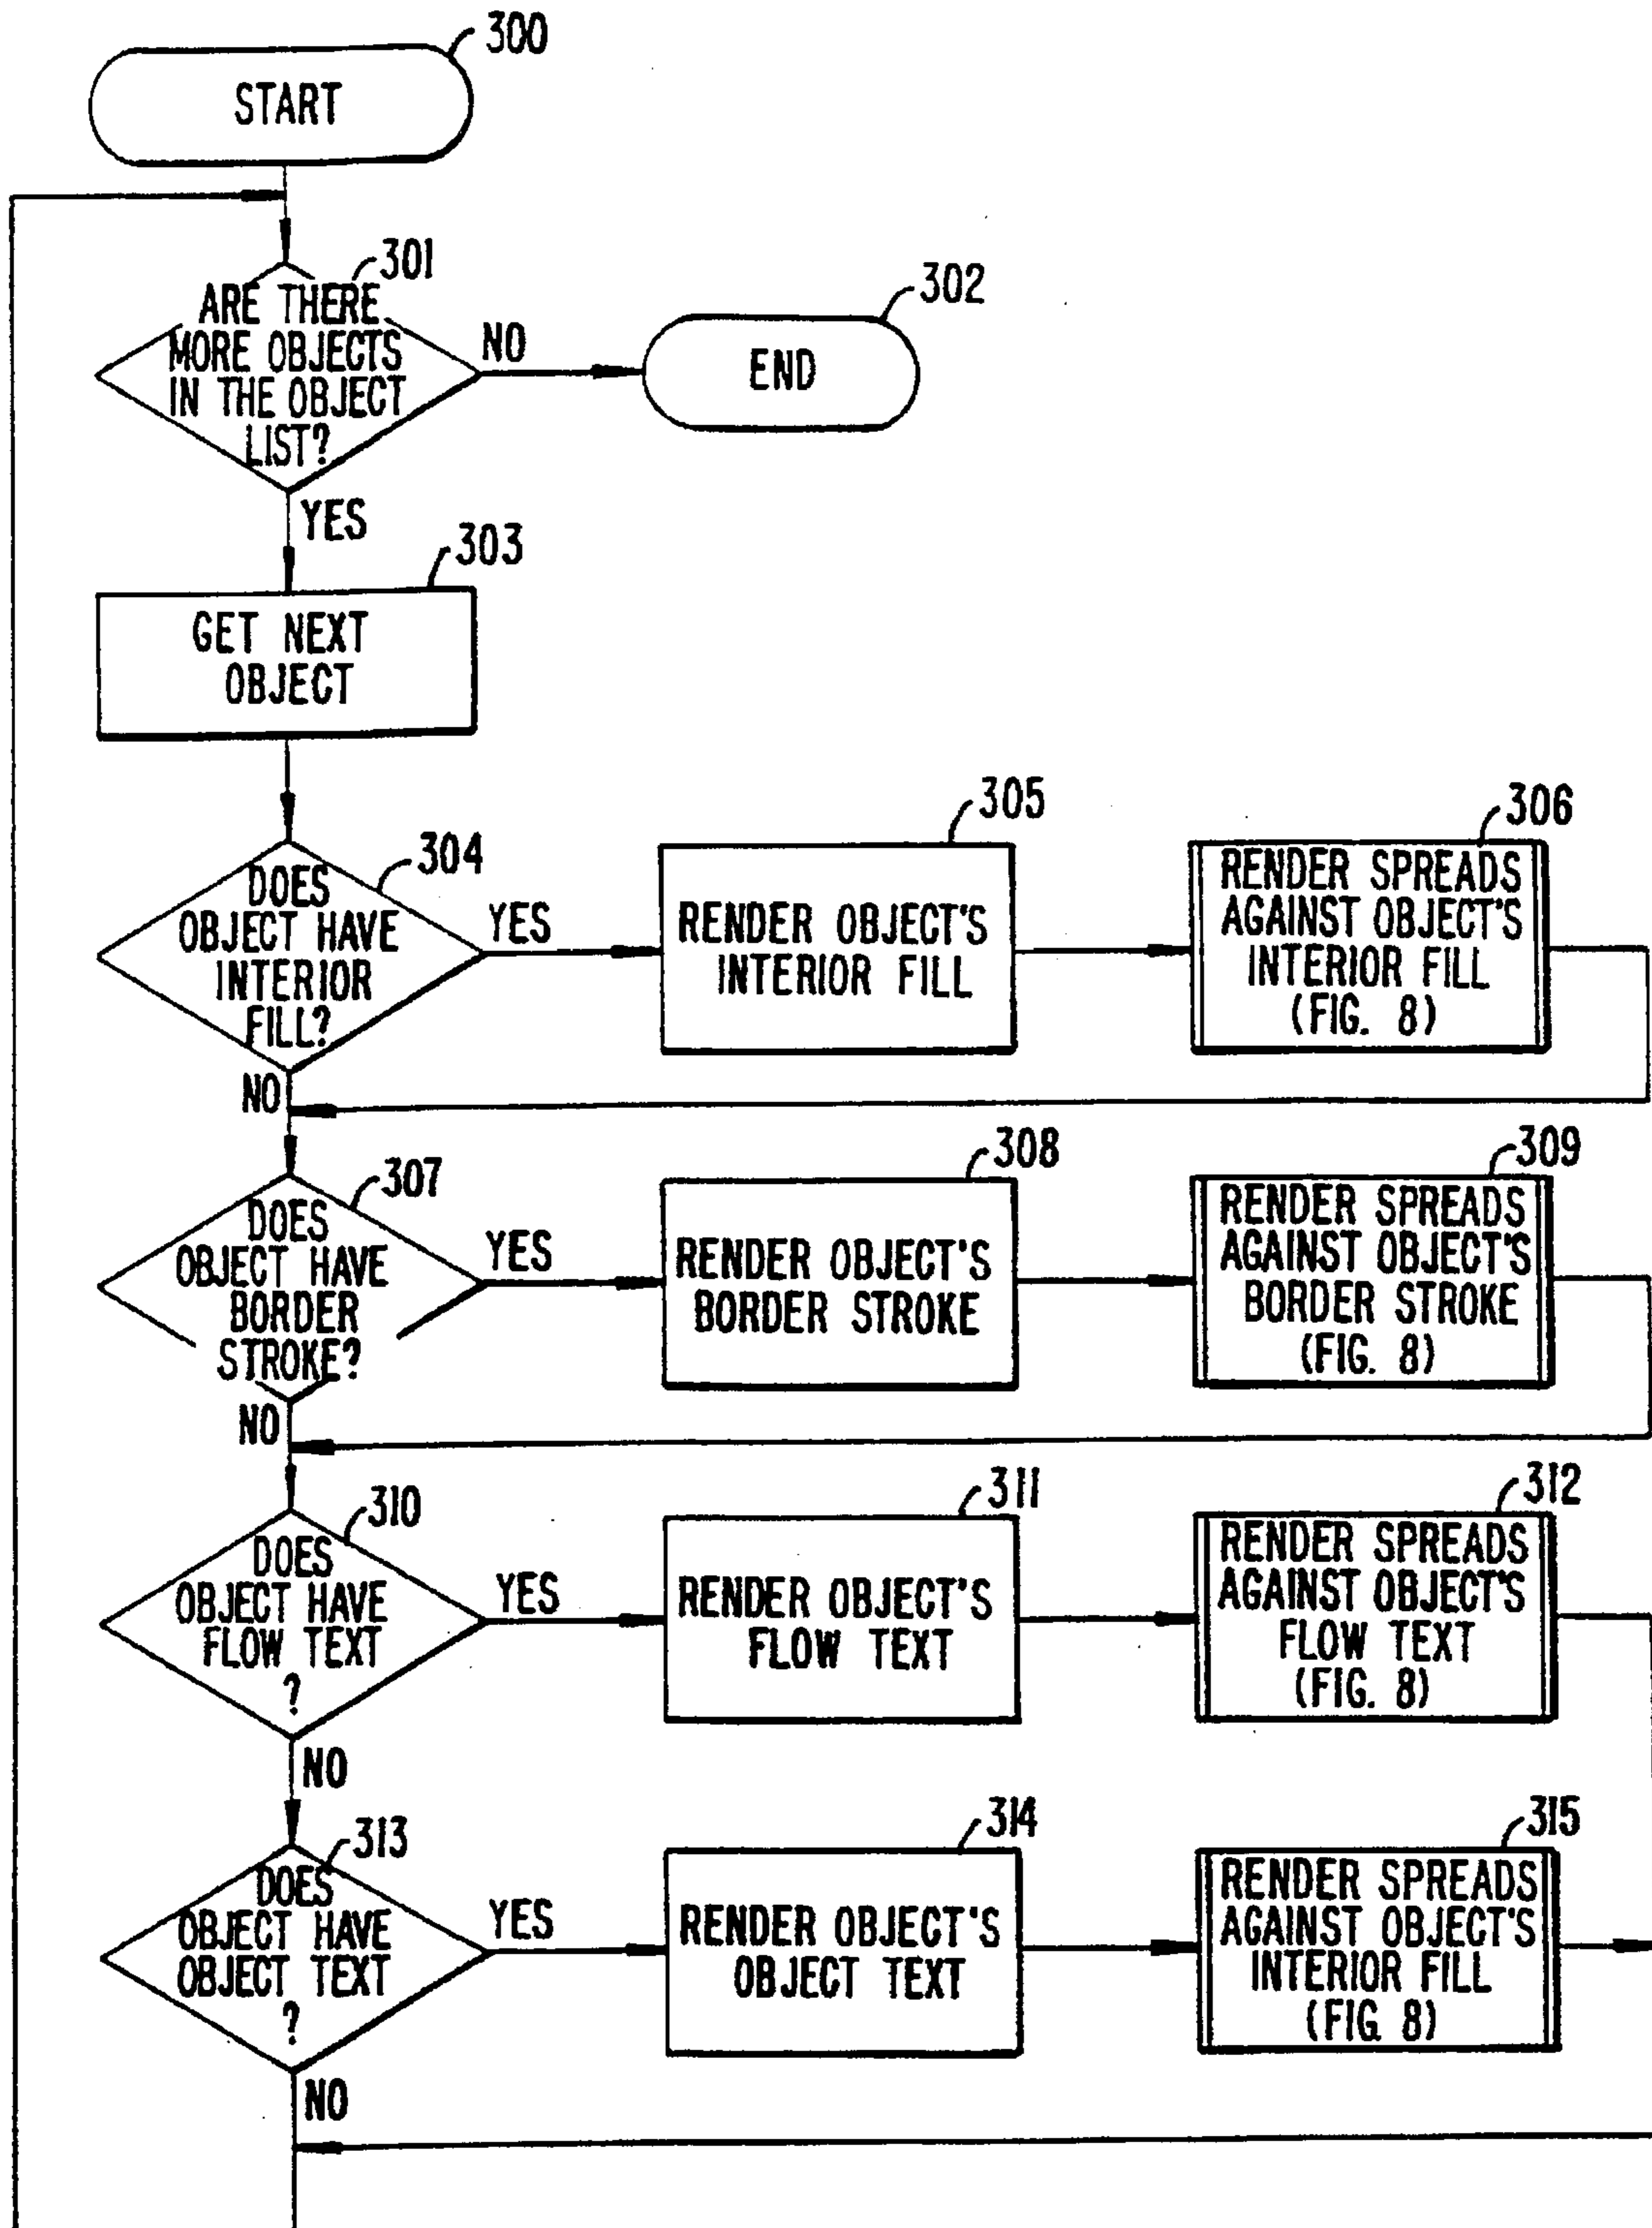 300
START
301
ARE THERE
MORE OBJECTS
IN THE OBJECT
LIST?
NO
302
END
YES
303
GET NEXT
OBJECT
304
DOES
OBJECT HAVE
INTERIOR
FILL?
YES
305
RENDER OBJECT'S
INTERIOR FILL
306
RENDER SPREADS
AGAINST OBJECT'S
INTERIOR FILL
(FIG. 8)
NO
307
DOES
OBJECT HAVE
BORDER
STROKE?
YES
308
RENDER OBJECT'S
BORDER STROKE
309
RENDER SPREADS
AGAINST OBJECT'S
BORDER STROKE
(FIG. 8)
NO
310
DOES
OBJECT HAVE
FLOW TEXT
?
YES
311
RENDER OBJECT'S
FLOW TEXT
312
RENDER SPREADS
AGAINST OBJECT'S
FLOW TEXT
(FIG. 8)
NO
313
DOES
OBJECT HAVE
OBJECT TEXT
?
YES
314
RENDER OBJECT'S
OBJECT TEXT
315
RENDER SPREADS
AGAINST OBJECT'S
INTERIOR FILL
(FIG 8)
NO